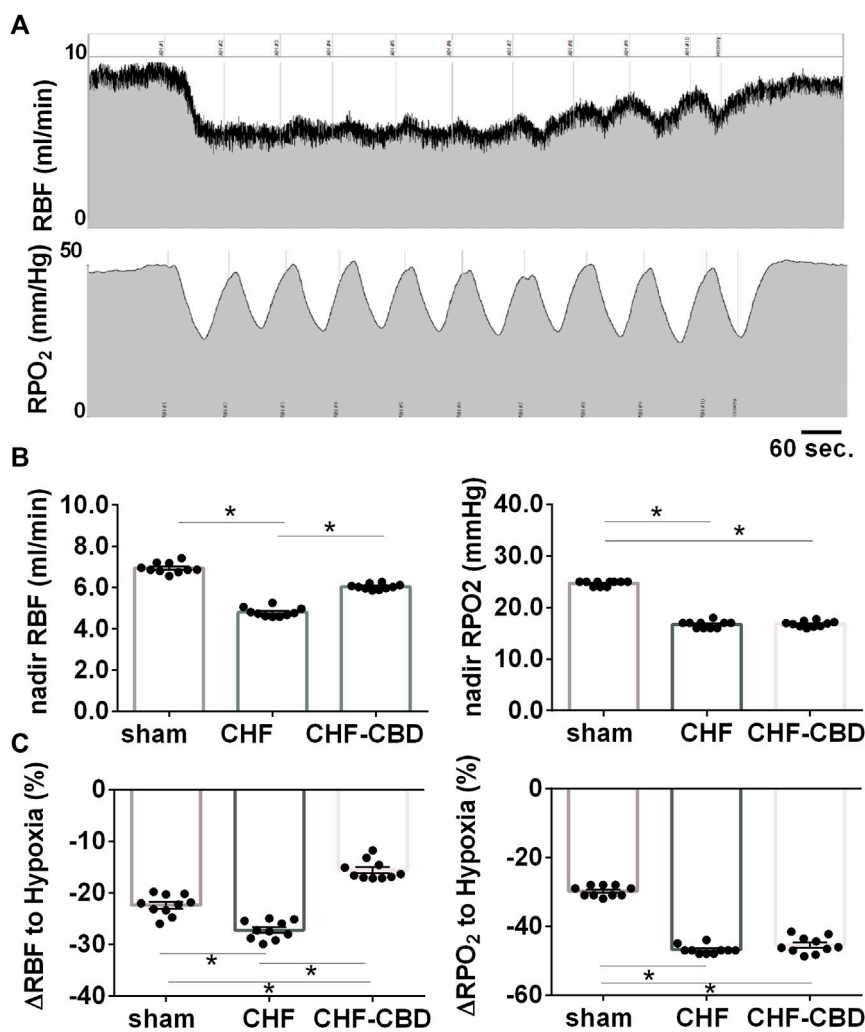 A
10
RBF (ml/min)
0
50
RPO₂ (mm/Hg)
0
60 sec.
B
10.0
8.0
6.0
4.0
2.0
0.0
nadir RBF (ml/min)
*
*
sham CHF CHF-CBD
40.0
30.0
20.0
10.0
0.0
nadir RPO2 (mmHg)
*
*
sham CHF CHF-CBD
C
0
-10
-20
-30
-40
ΔRBF to Hypoxia (%)
*
*
*
sham CHF CHF-CBD
0
-20
-40
-60
ΔRPO₂ to Hypoxia (%)
*
*
sham CHF CHF-CBD